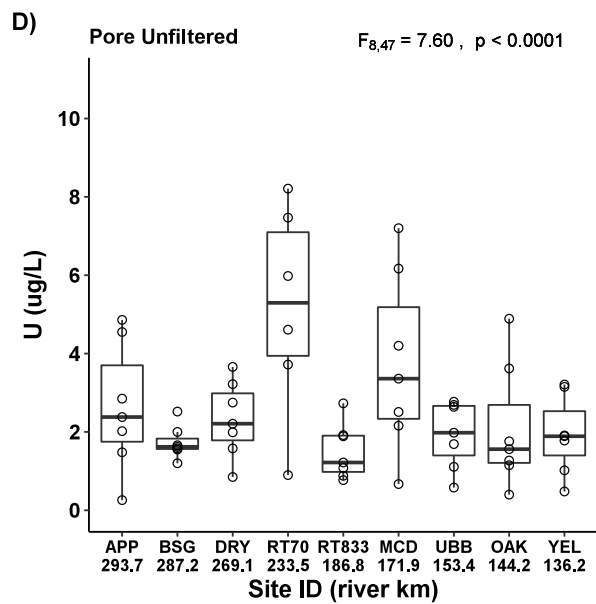 D)
Pore Unfiltered
F8,47 = 7.60 , p < 0.0001
U (ug/L)
10
8
6
4
2
0
APP BSG DRY RT70 RT833 MCD UBB OAK YEL
293.7 287.2 269.1 233.5 186.8 171.9 153.4 144.2 136.2
Site ID (river km)